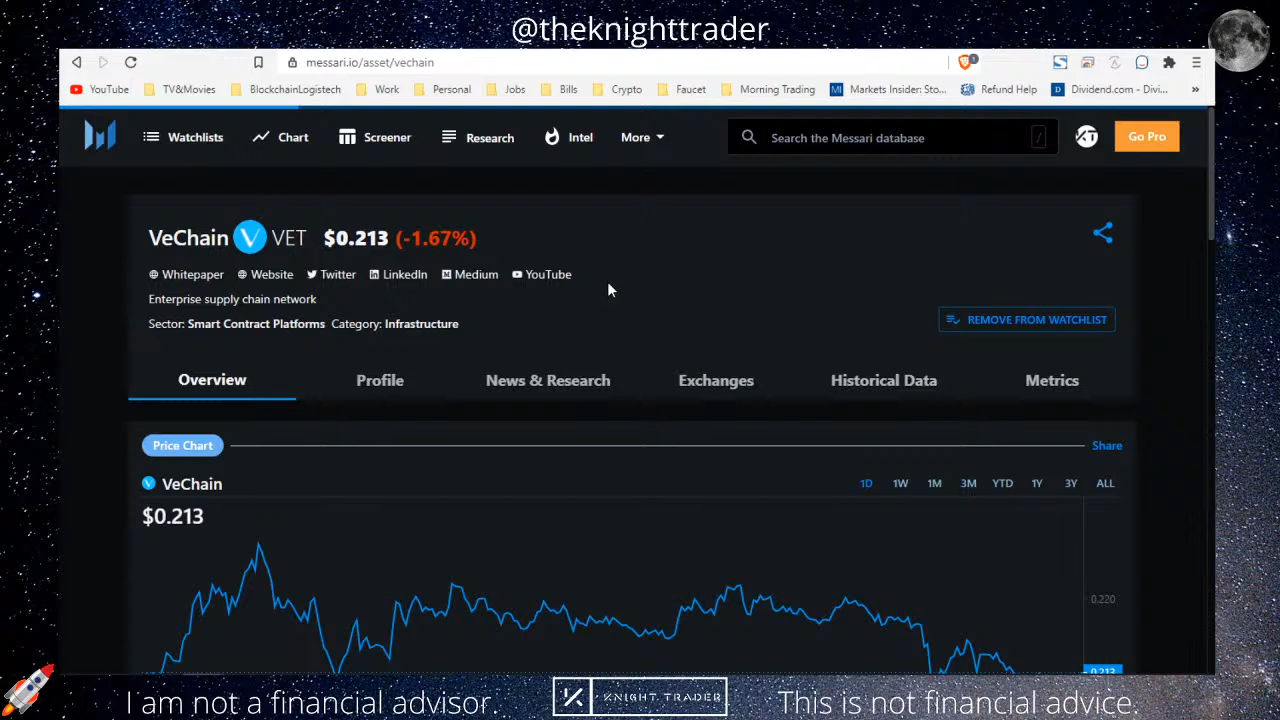 @theknighttrader
messari.io/asset/vechain
1
YouTube TV&Movies BlockchainLogistech Work Personal Jobs Bills Crypto Faucet Morning Trading MI Markets Insider: Sto... Refund Help D Dividend.com - Divi... »
Watchlists Chart Screener Research Intel More Search the Messari database / KT Go Pro
VeChain VET $0.213 (-1.67%)
Whitepaper Website Twitter LinkedIn Medium YouTube
Enterprise supply chain network
Sector: Smart Contract Platforms Category: Infrastructure
REMOVE FROM WATCHLIST
Overview Profile News & Research Exchanges Historical Data Metrics
Price Chart Share
VeChain 1D 1W 1M 3M YTD 1Y 3Y ALL
$0.213
0.220
0.213
I am not a financial advisor. KNIGHT TRADER This is not financial advice.